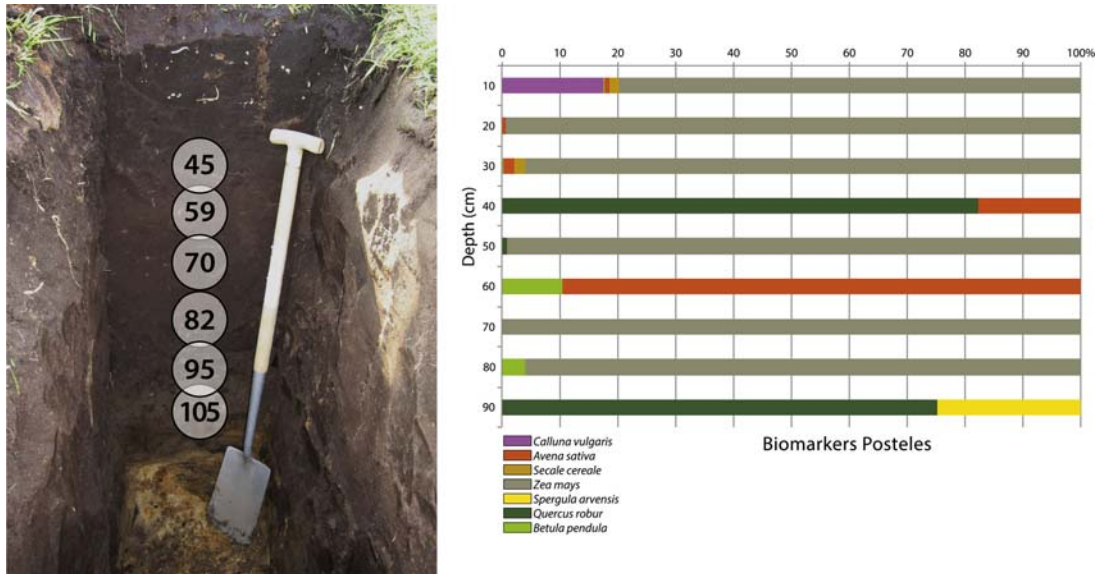 45
59
70
82
95
105
0 10 20 30 40 50 60 70 80 90 100%
10
20
30
40
50
60
70
80
90
Depth (cm)
Biomarkers Posteles
Calluna vulgaris
Avena sativa
Secale cereale
Zea mays
Spergula arvensis
Quercus robur
Betula pendula